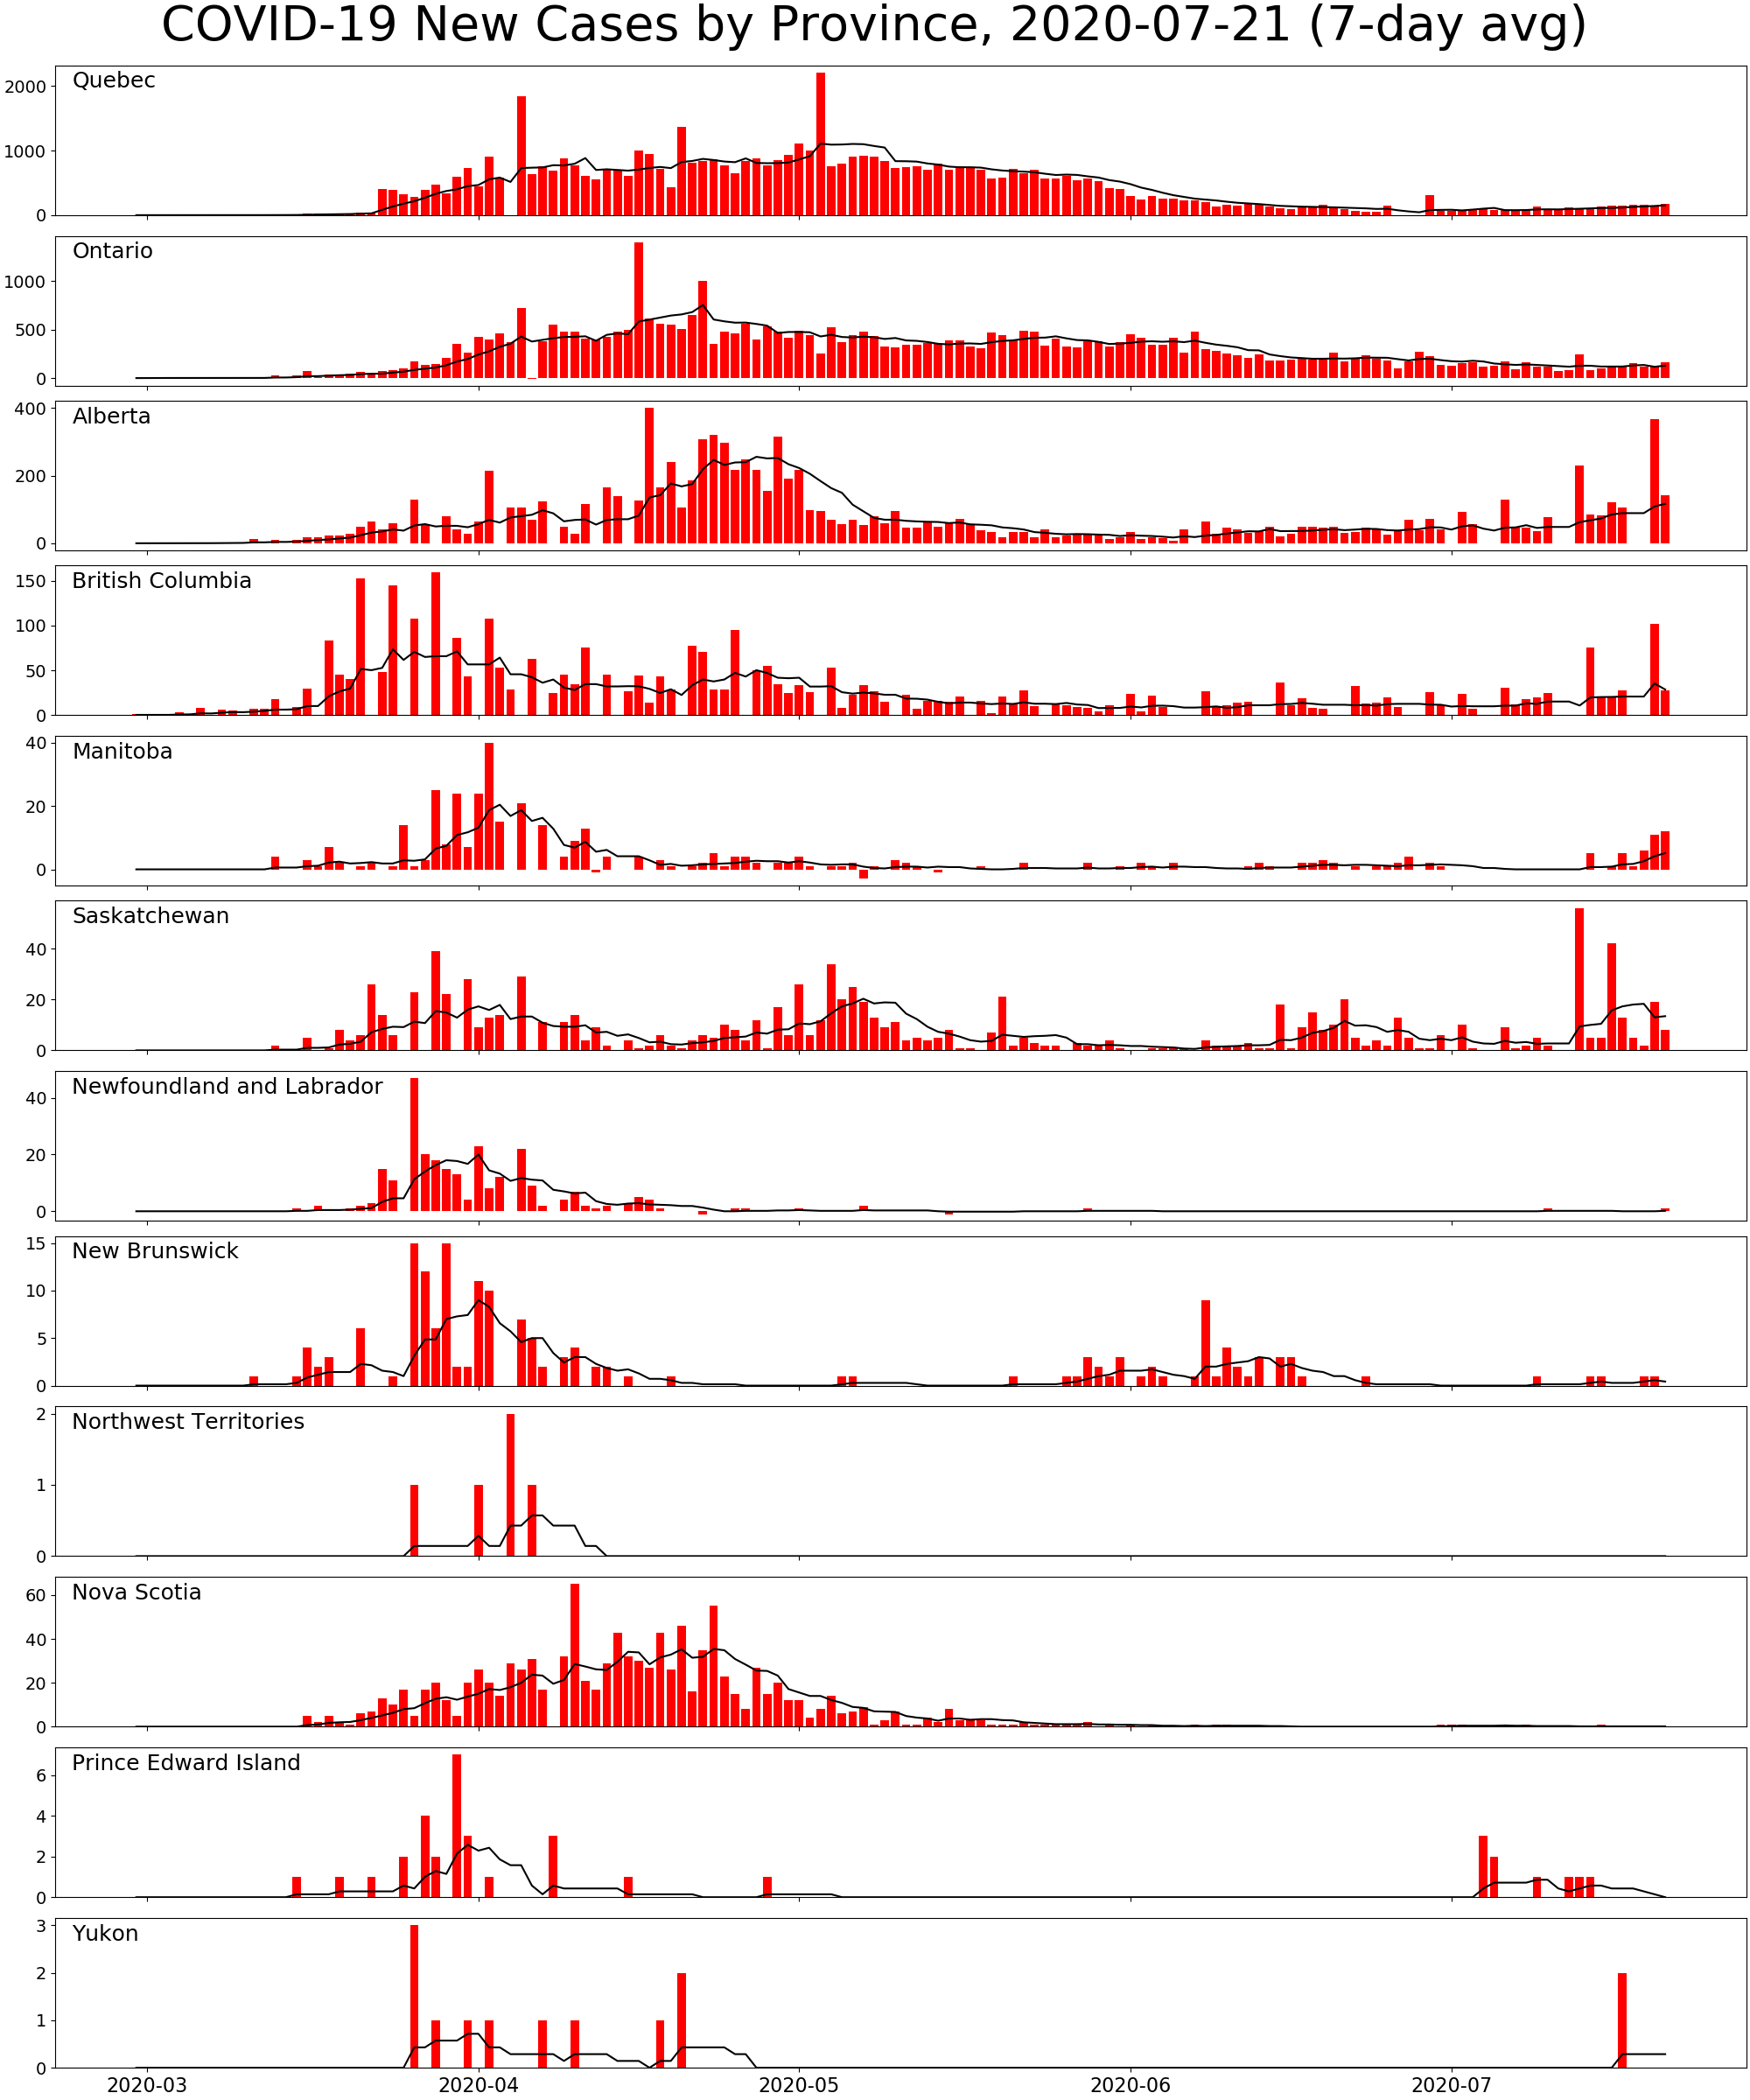 COVID-19 New Cases by Province, 2020-07-21 (7-day avg)
Quebec
2000
1000
0
Ontario
1000
500
0
Alberta
400
200
0
British Columbia
150
100
50
0
Manitoba
40
20
0
Saskatchewan
40
20
0
Newfoundland and Labrador
40
20
0
New Brunswick
15
10
5
0
Northwest Territories
2
1
0
Nova Scotia
60
40
20
0
Prince Edward Island
6
4
2
0
Yukon
3
2
1
0
2020-03 2020-04 2020-05 2020-06 2020-07